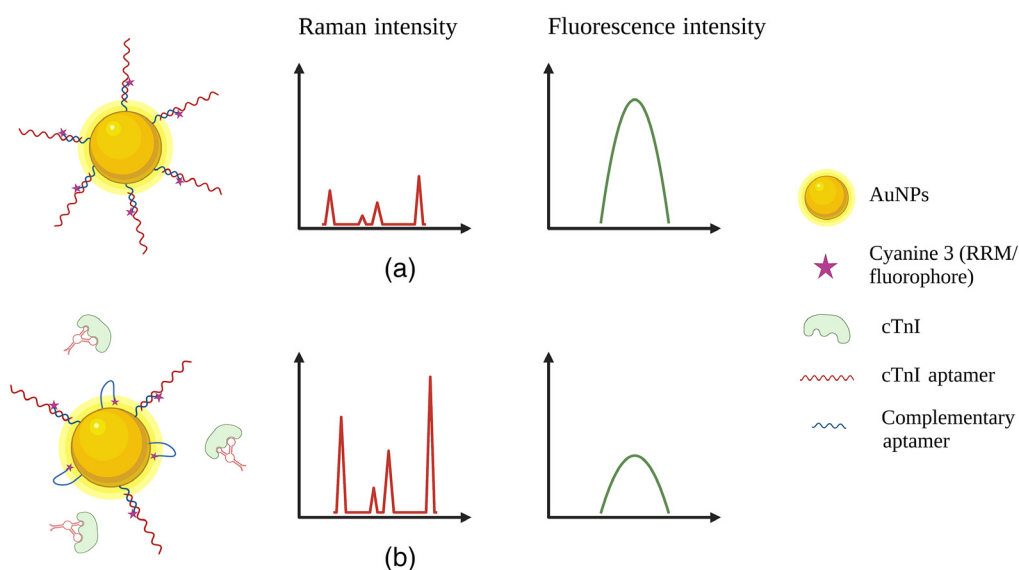 Raman intensity
Fluorescence intensity
(a)
AuNPs
Cyanine 3 (RRM/
fluorophore)
cTnI
cTnI aptamer
Complementary
aptamer
(b)